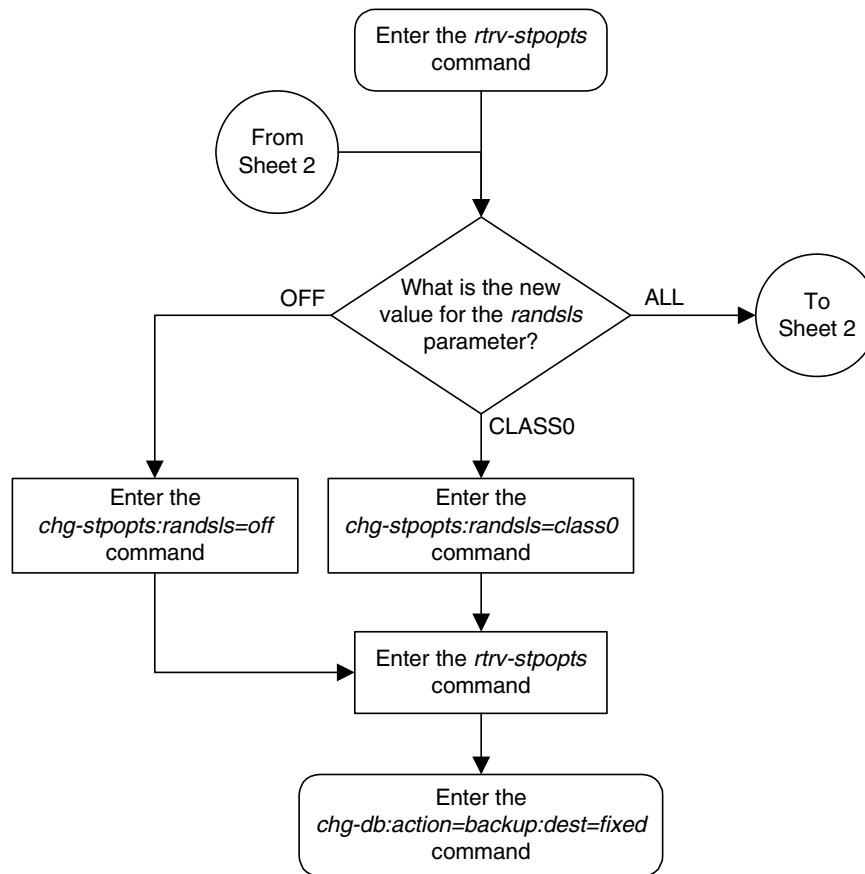 Enter the rtrv-stpopts
command
From
Sheet 2
What is the new
value for the randsls
parameter?
OFF
ALL
To
Sheet 2
CLASS0
Enter the
chg-stpopts:randsls=off
command
Enter the
chg-stpopts:randsls=class0
command
Enter the rtrv-stpopts
command
Enter the
chg-db:action=backup:dest=fixed
command